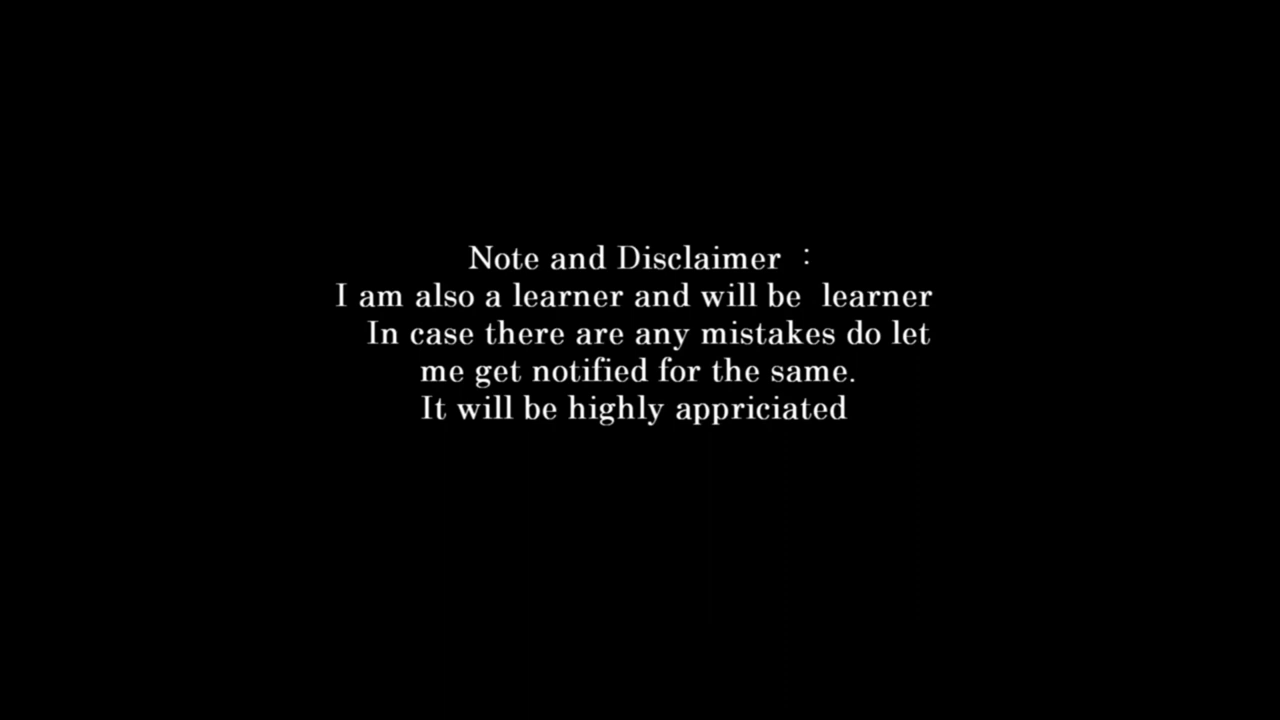 Note and Disclaimer :
I am also a learner and will be learner
In case there are any mistakes do let
me get notified for the same.
It will be highly appriciated